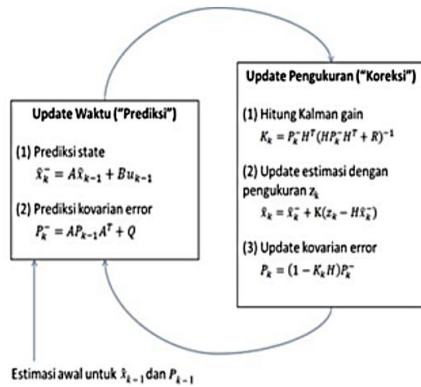 Update Waktu (“Prediksi”)
(1) Prediksi state
x̂ₖ⁻ = Ax̂ₖ₋₁ + Buₖ₋₁
(2) Prediksi kovarian error
Pₖ⁻ = APₖ₋₁Aᵀ + Q
Update Pengukuran (“Koreksi”)
(1) Hitung Kalman gain
Kₖ = Pₖ⁻Hᵀ(HPₖ⁻Hᵀ + R)⁻¹
(2) Update estimasi dengan
pengukuran zₖ
x̂ₖ = x̂ₖ⁻ + K(zₖ − Hx̂ₖ⁻)
(3) Update kovarian error
Pₖ = (1 − KₖH)Pₖ⁻
Estimasi awal untuk x̂ₖ₋₁ dan Pₖ₋₁